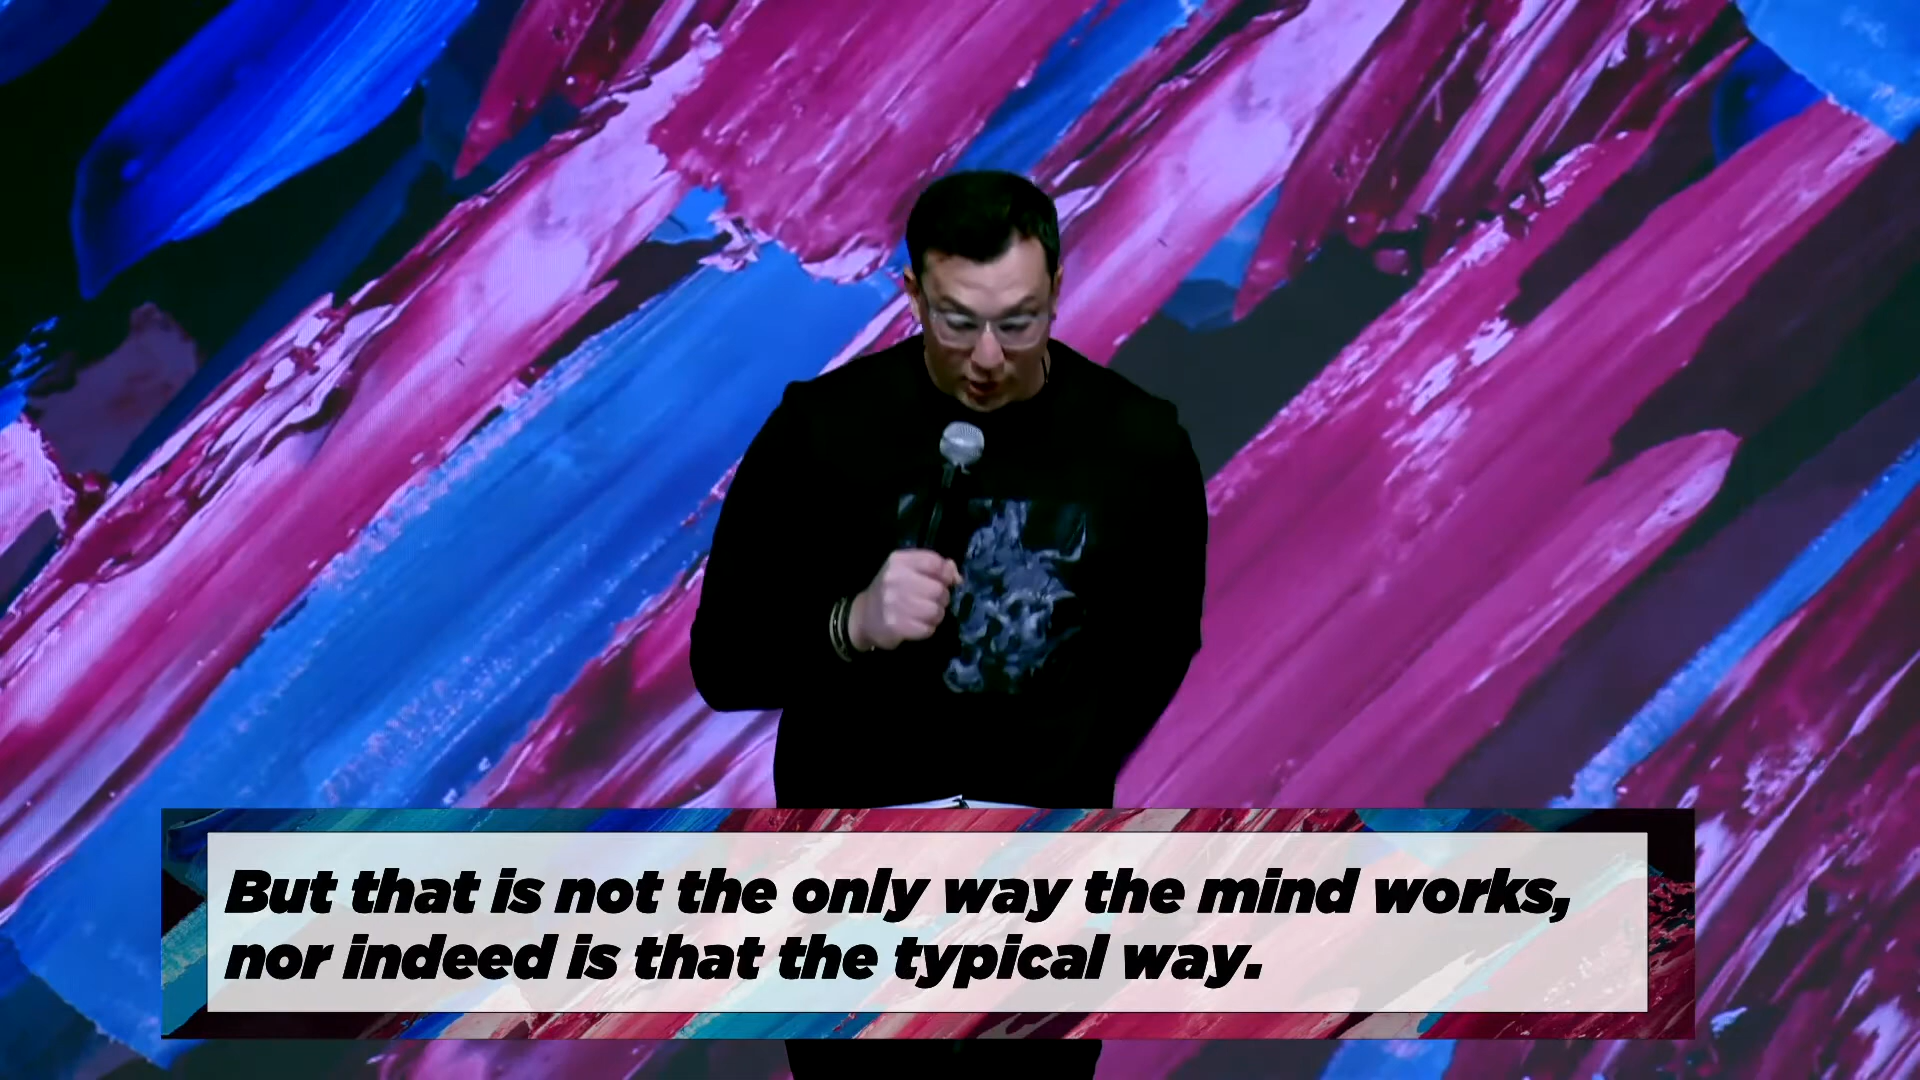 But that is not the only way the mind works,
nor indeed is that the typical way.